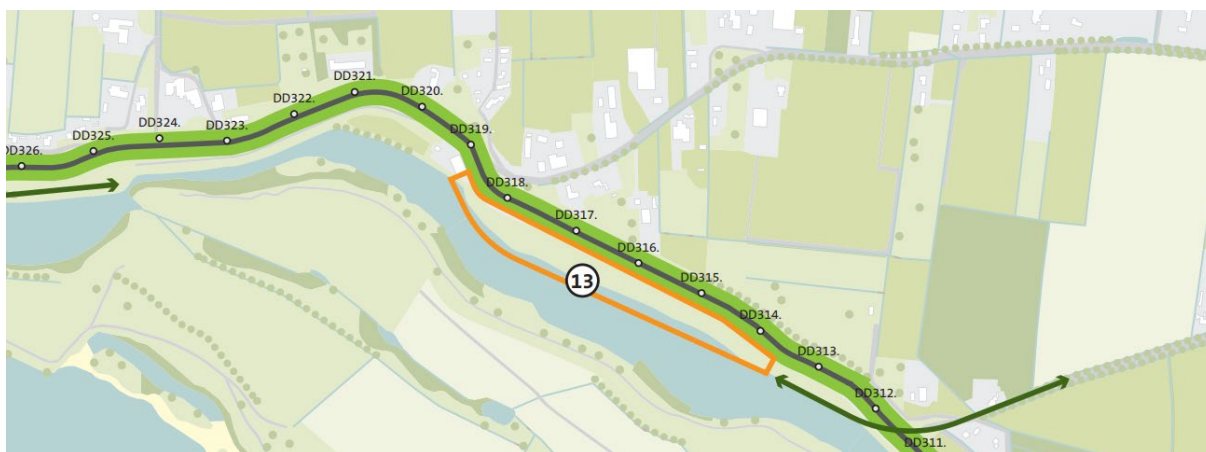 DD321.
DD320.
DD322.
DD324.
DD323.
DD325.
DD319.
DD326.
DD318.
DD317.
DD316.
DD315.
13
DD314.
DD313.
DD312.
DD311.